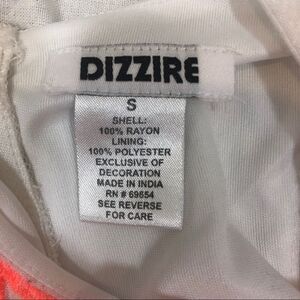 DIZZIRE
S
SHELL:
100% RAYON
LINING:
100% POLYESTER
EXCLUSIVE OF
DECORATION
MADE IN INDIA
RN # 69654
SEE REVERSE
FOR CARE